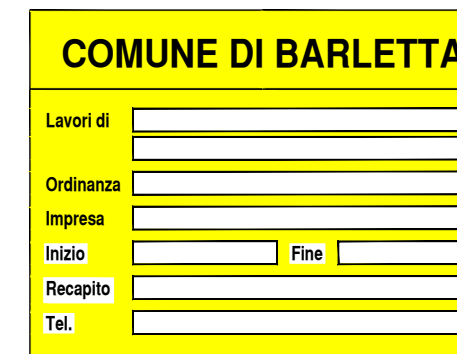 COMUNE DI BARLETTA
Lavori di
Ordinanza
Impresa
Inizio Fine
Recapito
Tel.